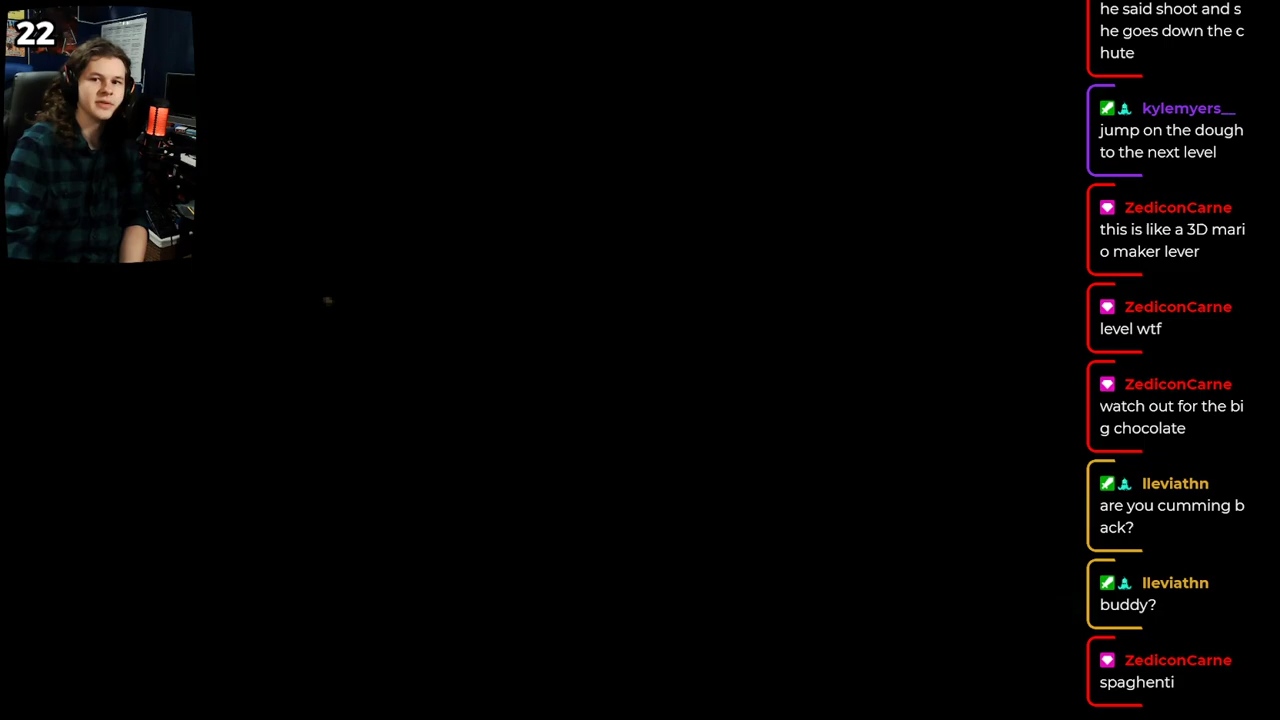 22
he said shoot and s
he goes down the c
hute
kylemyers__
jump on the dough
to the next level
ZediconCarne
this is like a 3D mari
o maker lever
ZediconCarne
level wtf
ZediconCarne
watch out for the bi
g chocolate
lleviathn
are you cumming b
ack?
lleviathn
buddy?
ZediconCarne
spaghenti